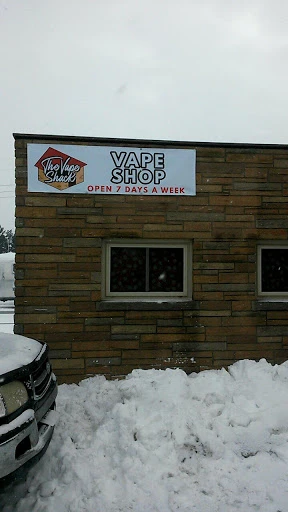 The Vape
Shack
VAPE
SHOP
OPEN 7 DAYS A WEEK